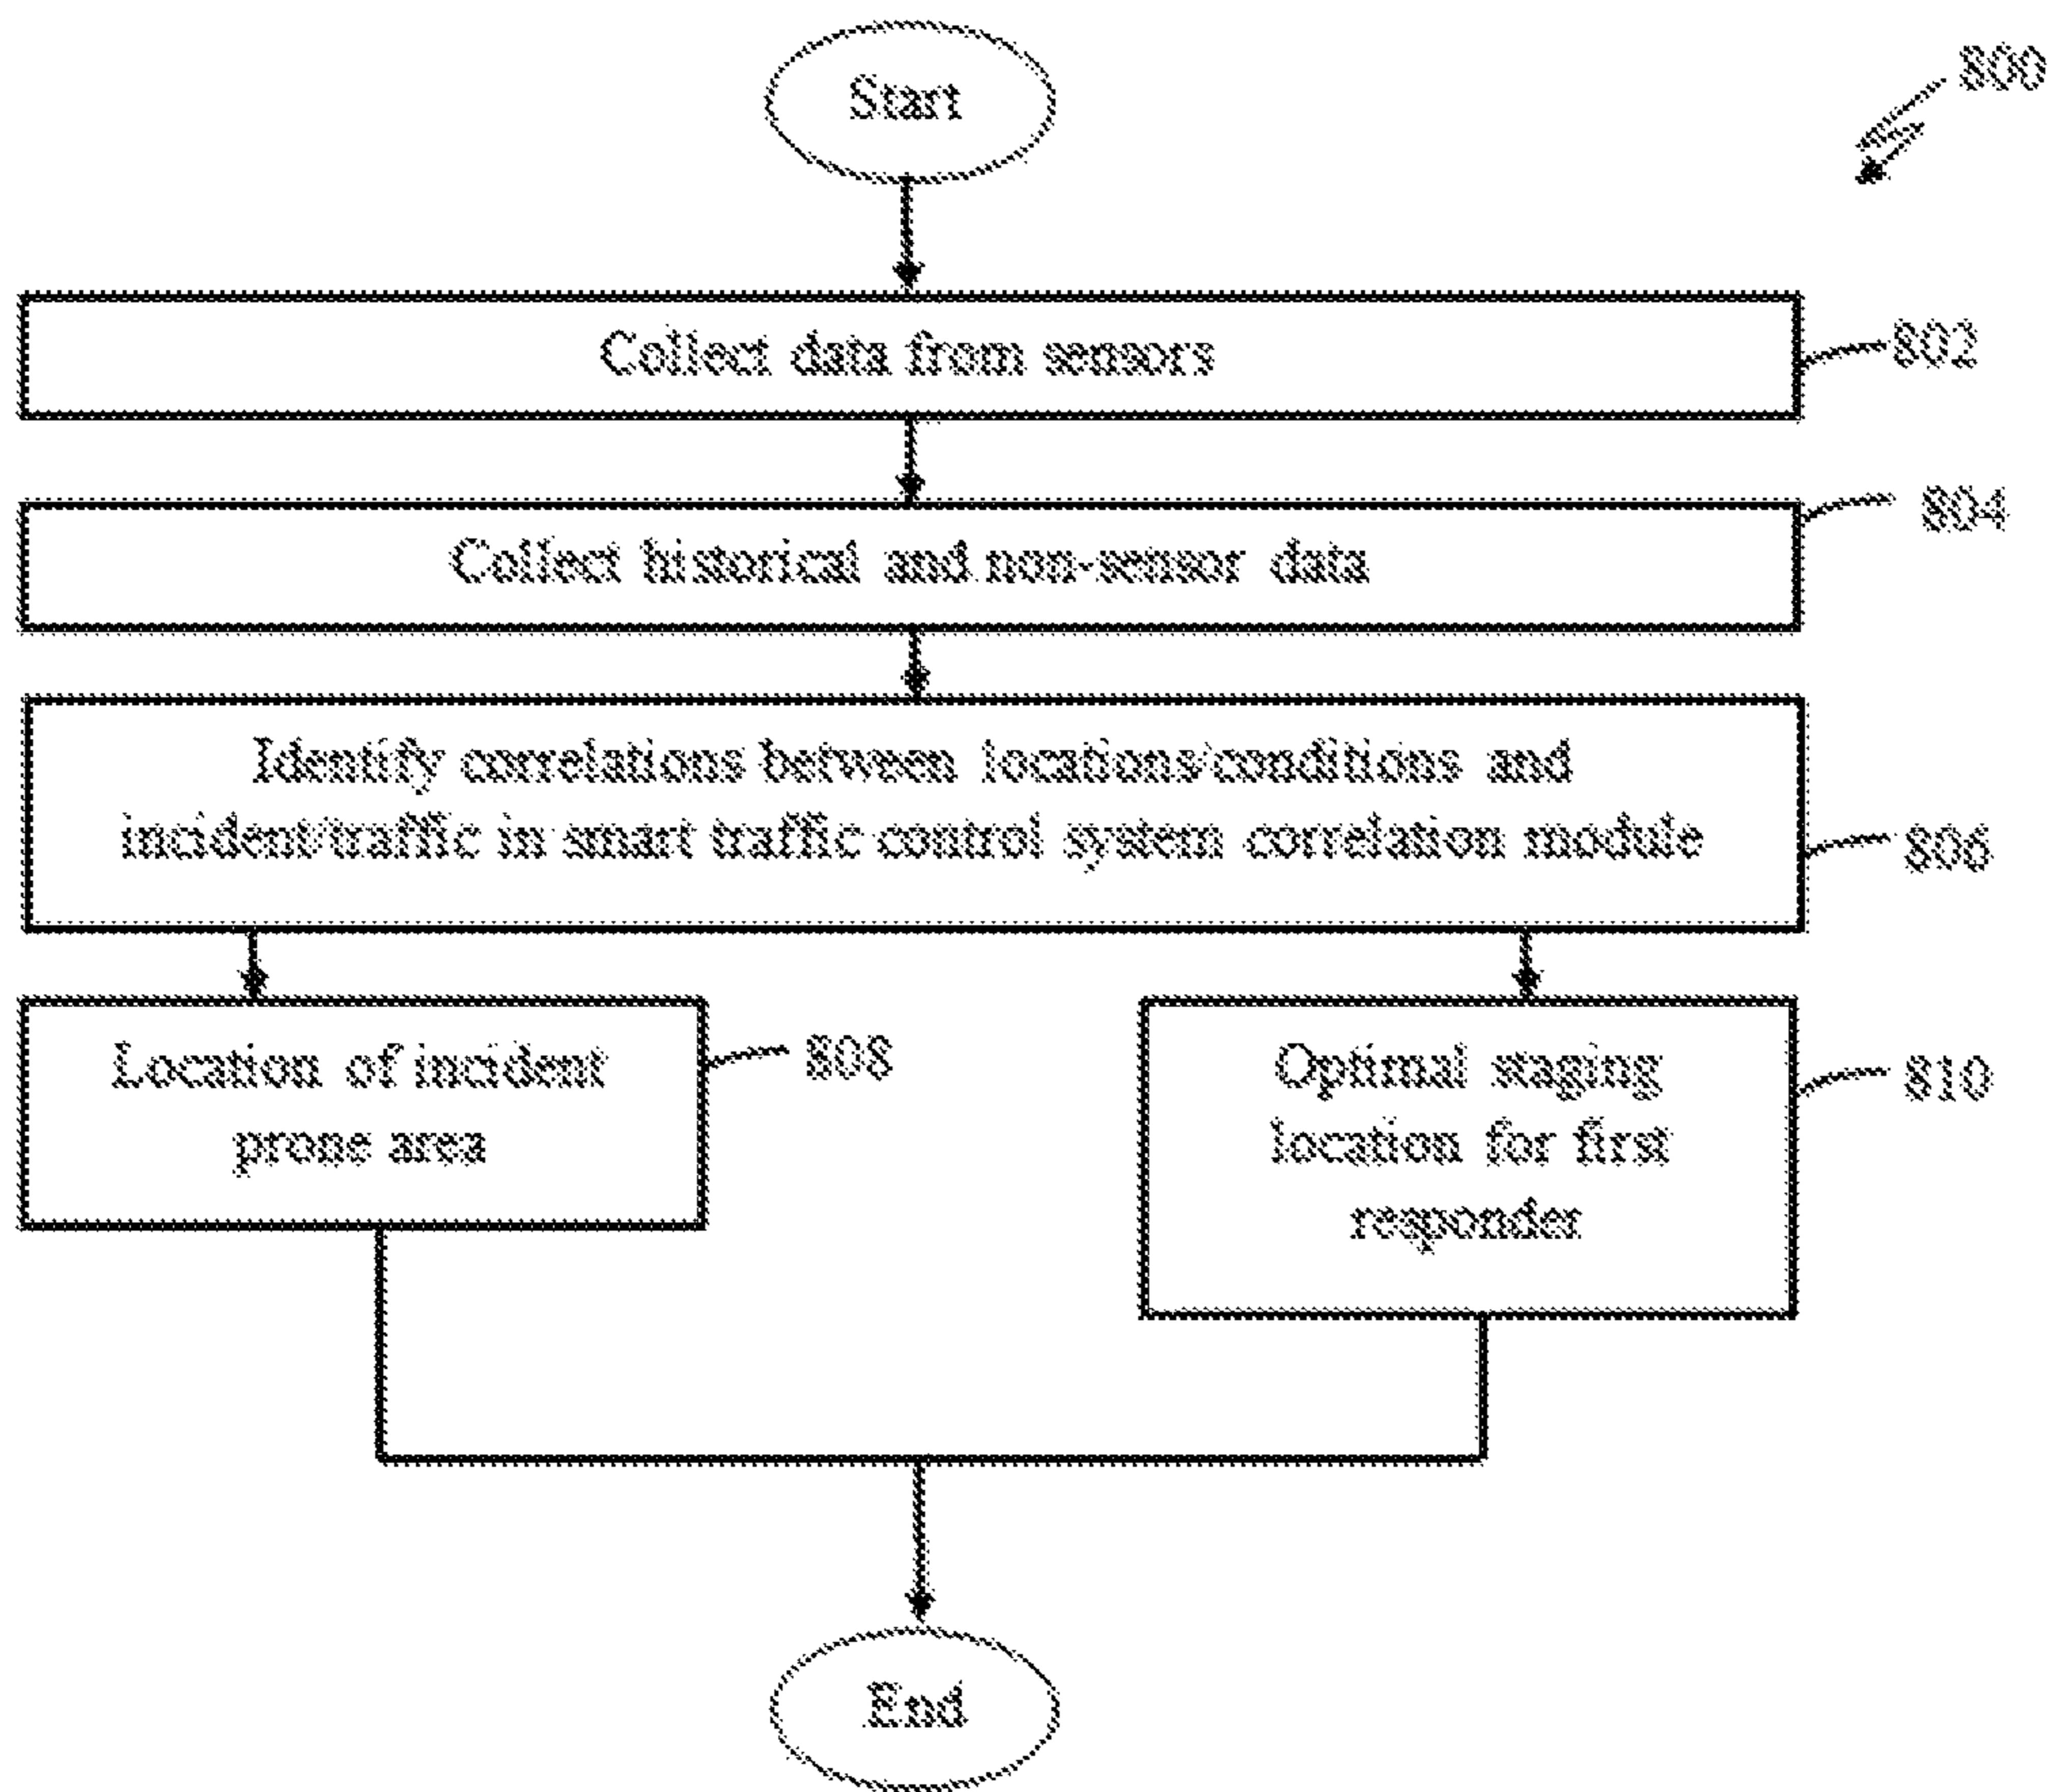 Start
800
Collect data from sensors
802
Collect historical and non-sensor data
804
Identify correlations between locations/conditions and
incident/traffic in smart traffic control system correlation module
806
Location of incident
prone area
808
Optimal staging
location for first
responder
810
End